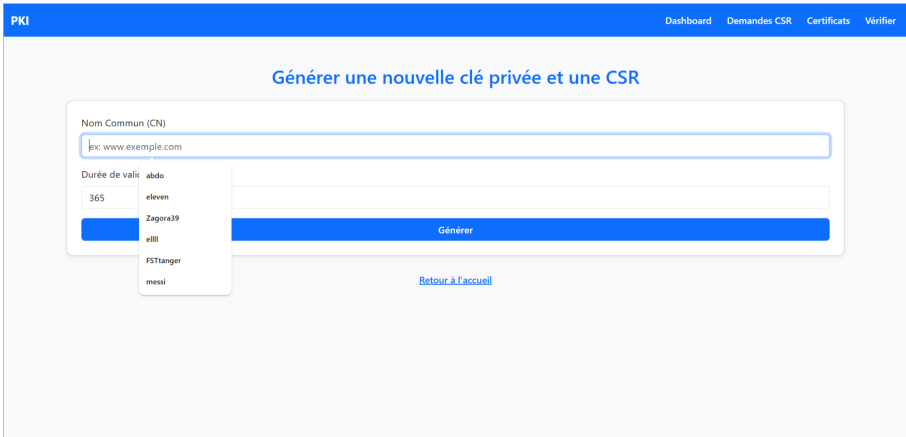 PKI Dashboard Demandes CSR Certificats Vérifier
Générer une nouvelle clé privée et une CSR
Nom Commun (CN)
ex: www.exemple.com
Durée de valid
365
abdo
eleven
Zagora39
ellll
FSTtanger
messi
Générer
Retour à l'accueil